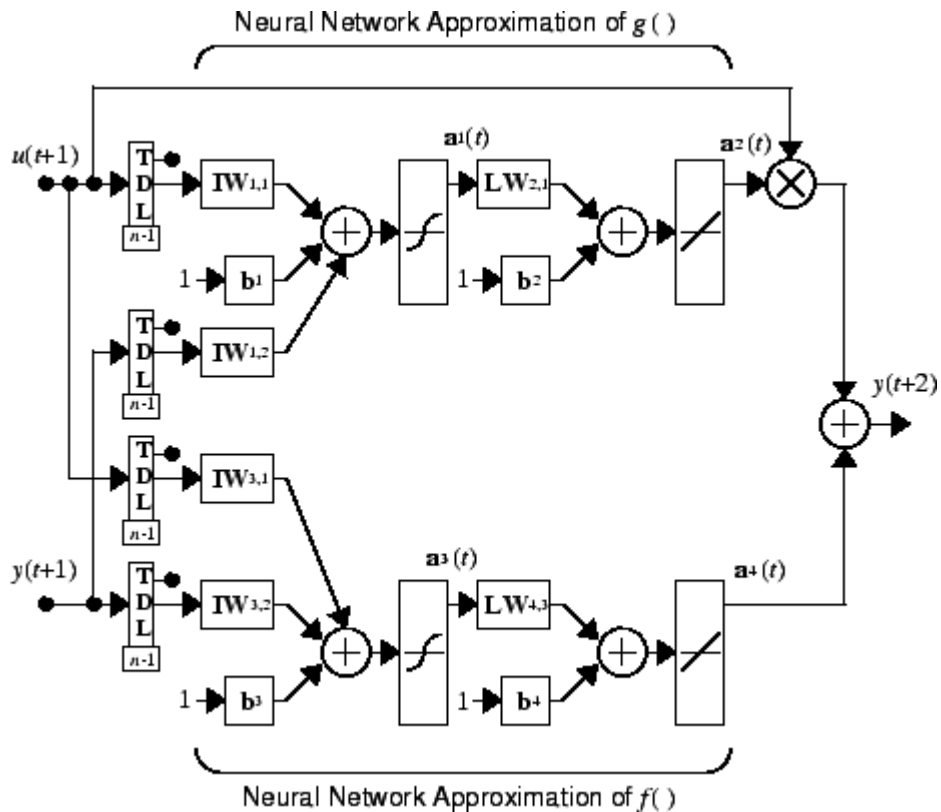 Neural Network Approximation of g ( )
a1(t)
a2 (t)
u(t+1)
T
D
L
n-1
IW1,1
LW2,1
1
b1
1
b2
T
D
L
n-1
IW1,2
y(t+2)
T
D
L
n-1
IW3,1
y(t+1)
a3 (t)
a4 (t)
T
D
L
n-1
IW3,2
LW4,3
1
b3
1
b4
Neural Network Approximation of f ( )